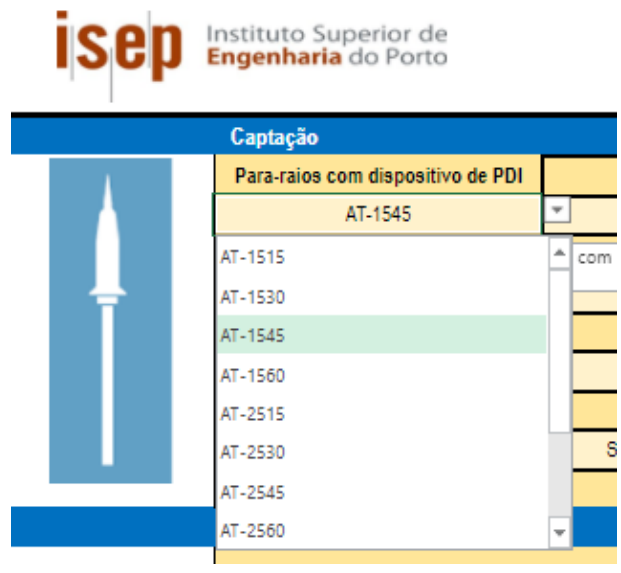 isep
Instituto Superior de
Engenharia do Porto
Captação
Para-raios com dispositivo de PDI
AT-1545
AT-1515
com
AT-1530
AT-1545
AT-1560
AT-2515
AT-2530
S
AT-2545
AT-2560